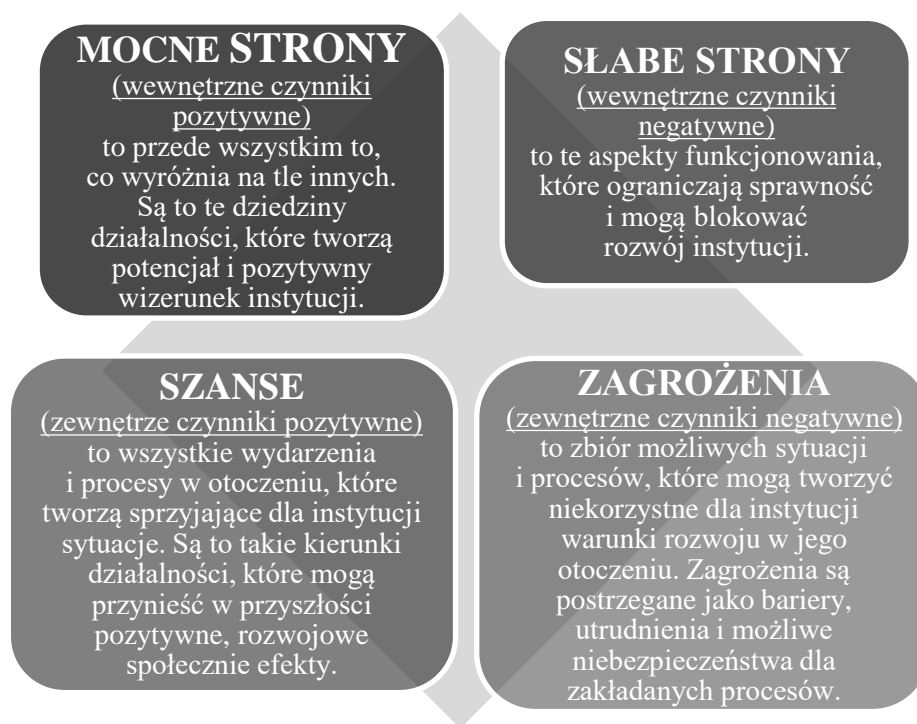 MOCNE STRONY
(wewnętrzne czynniki
pozytywne)
to przede wszystkim to,
co wyróżnia na tle innych.
Są to te dziedziny
działalności, które tworzą
potencjał i pozytywny
wizerunek instytucji.
SŁABE STRONY
(wewnętrzne czynniki
negatywne)
to te aspekty funkcjonowania,
które ograniczają sprawność
i mogą blokować
rozwój instytucji.
SZANSE
(zewnętrze czynniki pozytywne)
to wszystkie wydarzenia
i procesy w otoczeniu, które
tworzą sprzyjające dla instytucji
sytuacje. Są to takie kierunki
działalności, które mogą
przynieść w przyszłości
pozytywne, rozwojowe
społecznie efekty.
ZAGROŻENIA
(zewnętrzne czynniki negatywne)
to zbiór możliwych sytuacji
i procesów, które mogą tworzyć
niekorzystne dla instytucji
warunki rozwoju w jego
otoczeniu. Zagrożenia są
postrzegane jako bariery,
utrudnienia i możliwe
niebezpieczeństwa dla
zakładanych procesów.